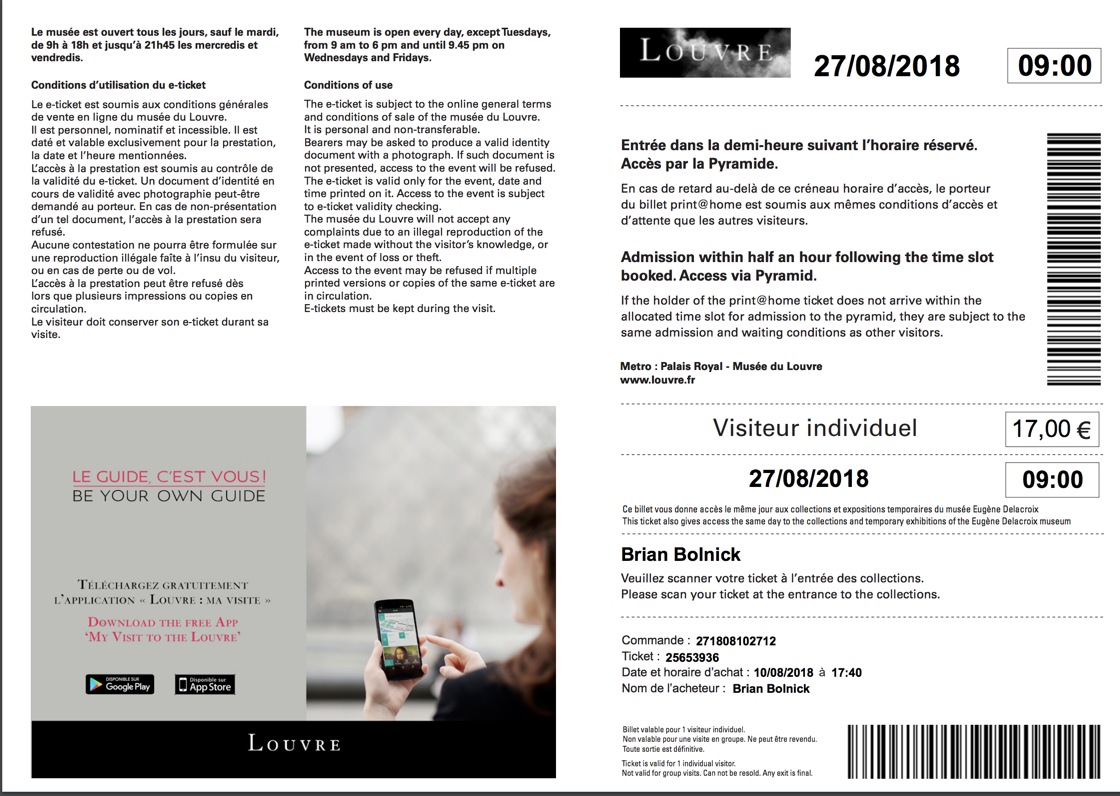 Le musée est ouvert tous les jours, sauf le mardi,
de 9h à 18h et jusqu'à 21h45 les mercredis et
vendredis.
Conditions d'utilisation du e-ticket
Le e-ticket est soumis aux conditions générales
de vente en ligne du musée du Louvre.
Il est personnel, nominatif et incessible. Il est
daté et valable exclusivement pour la prestation,
la date et l'heure mentionnées.
L'accès à la prestation est soumis au contrôle de
la validité du e-ticket. Un document d'identité en
cours de validité avec photographie peut-être
demandé au porteur. En cas de non-présentation
d'un tel document, l'accès à la prestation sera
refusé.
Aucune contestation ne pourra être formulée sur
une reproduction illégale faîte à l'insu du visiteur,
ou en cas de perte ou de vol.
L'accès à la prestation peut être refusé dès
lors que plusieurs impressions ou copies en
circulation.
Le visiteur doit conserver son e-ticket durant sa
visite.
The museum is open every day, except Tuesdays,
from 9 am to 6 pm and until 9.45 pm on
Wednesdays and Fridays.
Conditions of use
The e-ticket is subject to the online general terms
and conditions of sale of the musée du Louvre.
It is personal and non-transferable.
Bearers may be asked to produce a valid identity
document with a photograph. If such document is
not presented, access to the event will be refused.
The e-ticket is valid only for the event, date and
time printed on it. Access to the event is subject
to e-ticket validity checking.
The musée du Louvre will not accept any
complaints due to an illegal reproduction of the
e-ticket made without the visitor's knowledge, or
in the event of loss or theft.
Access to the event may be refused if multiple
printed versions or copies of the same e-ticket are
in circulation.
E-tickets must be kept during the visit.
LE GUIDE, C'EST VOUS !
BE YOUR OWN GUIDE
Téléchargez gratuitement
l'application « Louvre : ma visite »
Download the free App
'My Visit to the Louvre'
DISPONIBLE SUR
Google Play
Disponible sur
App Store
LOUVRE
LOUVRE
27/08/2018
09:00
Entrée dans la demi-heure suivant l'horaire réservé.
Accès par la Pyramide.
En cas de retard au-delà de ce créneau horaire d'accès, le porteur
du billet print@home est soumis aux mêmes conditions d'accès et
d'attente que les autres visiteurs.
Admission within half an hour following the time slot
booked. Access via Pyramid.
If the holder of the print@home ticket does not arrive within the
allocated time slot for admission to the pyramid, they are subject to the
same admission and waiting conditions as other visitors.
Metro : Palais Royal - Musée du Louvre
www.louvre.fr
Visiteur individuel
17,00 €
27/08/2018
09:00
Ce billet vous donne accès le même jour aux collections et expositions temporaires du musée Eugène Delacroix
This ticket also gives access the same day to the collections and temporary exhibitions of the Eugène Delacroix museum
Brian Bolnick
Veuillez scanner votre ticket à l'entrée des collections.
Please scan your ticket at the entrance to the collections.
Commande : 271808102712
Ticket : 25653936
Date et horaire d'achat : 10/08/2018 à 17:40
Nom de l'acheteur : Brian Bolnick
Billet valable pour 1 visiteur individuel.
Non valable pour une visite en groupe. Ne peut être revendu.
Toute sortie est définitive.
Ticket is valid for 1 individual visitor.
Not valid for group visits. Can not be resold. Any exit is final.